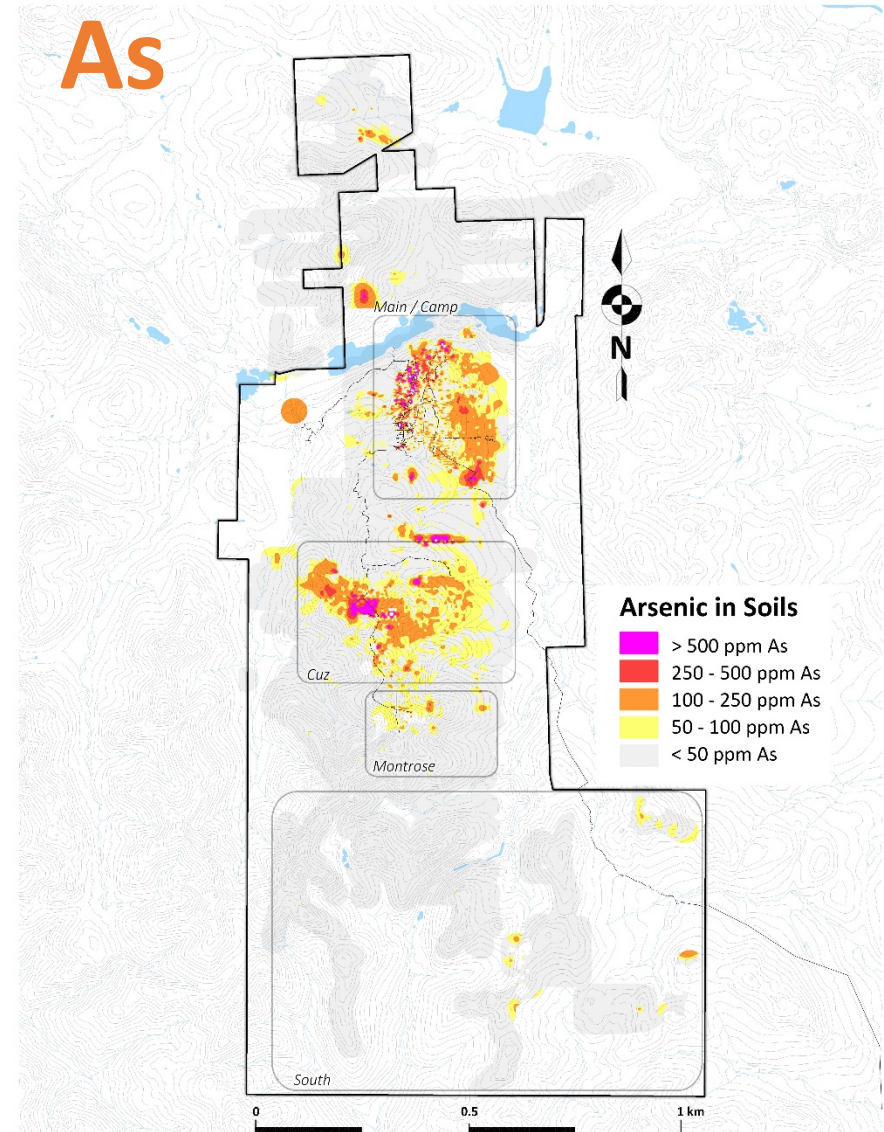 As
Main / Camp
N
Arsenic in Soils
> 500 ppm As
250 - 500 ppm As
100 - 250 ppm As
50 - 100 ppm As
< 50 ppm As
Cuz
Montrose
South
0 0.5 1 km